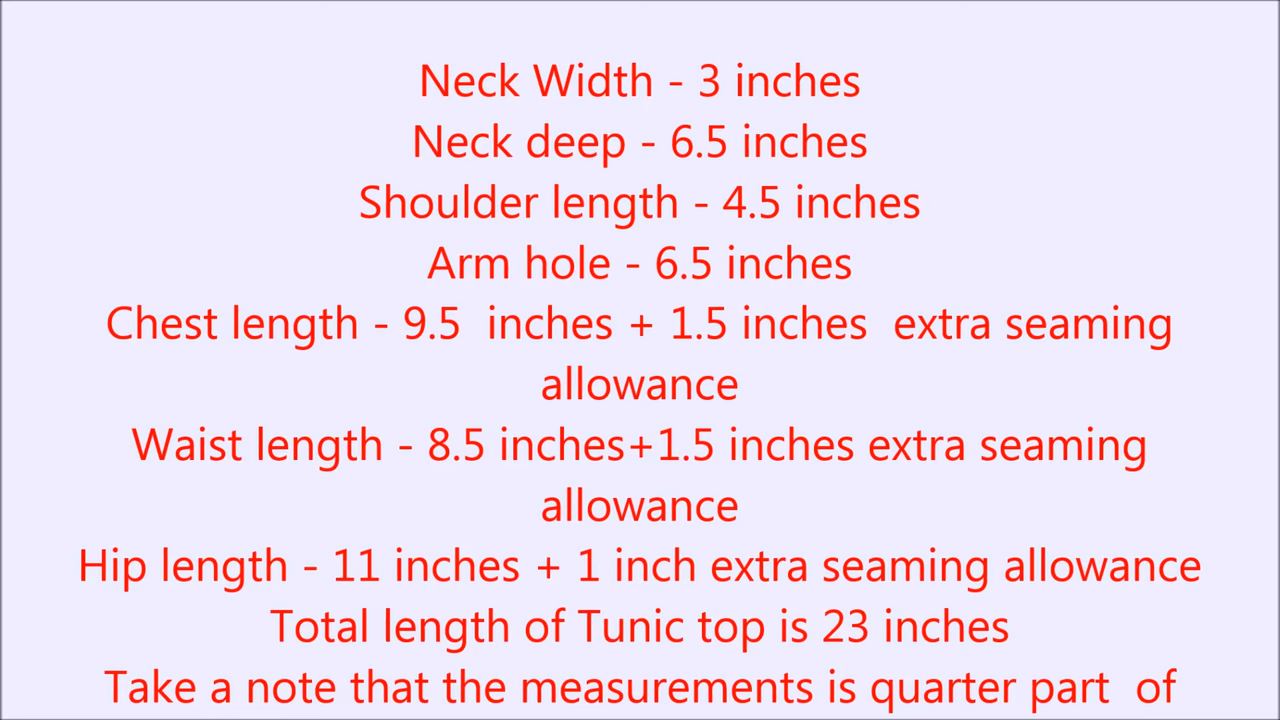 Neck Width - 3 inches
Neck deep - 6.5 inches
Shoulder length - 4.5 inches
Arm hole - 6.5 inches
Chest length - 9.5  inches + 1.5 inches  extra seaming
allowance
Waist length - 8.5 inches+1.5 inches extra seaming
allowance
Hip length - 11 inches + 1 inch extra seaming allowance
Total length of Tunic top is 23 inches
Take a note that the measurements is quarter part  of